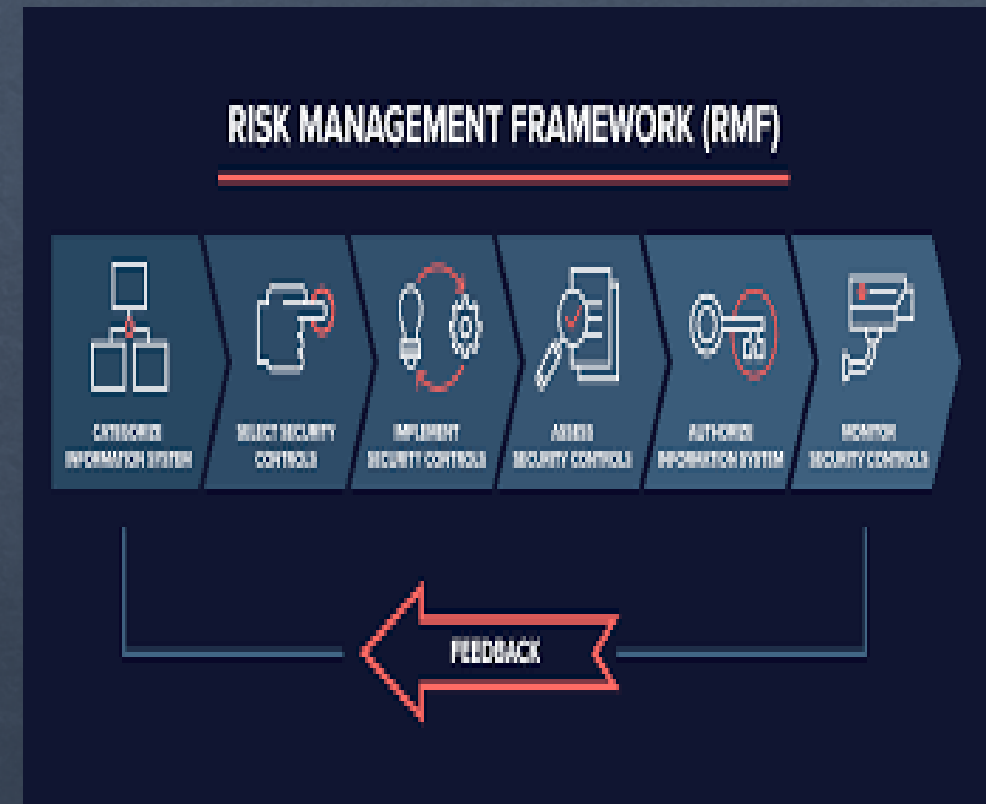 RISK MANAGEMENT FRAMEWORK (RMF)
CATEGORIZE
INFORMATION SYSTEM
SELECT SECURITY
CONTROLS
IMPLEMENT
SECURITY CONTROLS
ASSESS
SECURITY CONTROLS
AUTHORIZE
INFORMATION SYSTEM
MONITOR
SECURITY CONTROLS
FEEDBACK